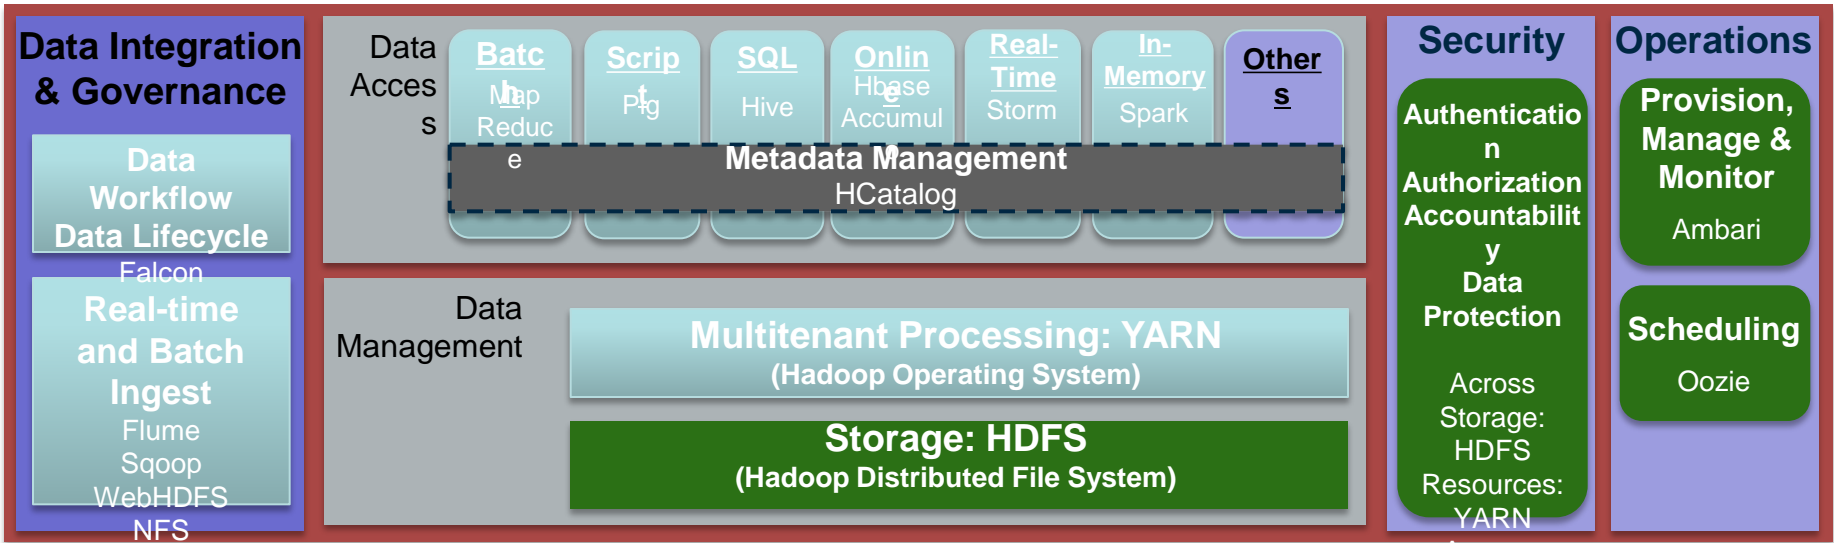 Data Integration
& Governance
Data
Workflow
Data Lifecycle
Falcon
Real-time
and Batch
Ingest
Flume
Sqoop
WebHDFS
NFS
Data
Acces
s
Batc
h
Map
Reduc
e
Scrip
t
Pig
SQL
Hive
Onlin
e
Hbase
Accumul
o
Real-
Time
Storm
In-
Memory
Spark
Other
s
Metadata Management
HCatalog
Data
Management
Multitenant Processing: YARN
(Hadoop Operating System)
Storage: HDFS
(Hadoop Distributed File System)
Security
Authenticatio
n
Authorization
Accountabilit
y
Data
Protection
Across
Storage:
HDFS
Resources:
YARN
Operations
Provision,
Manage &
Monitor
Ambari
Scheduling
Oozie